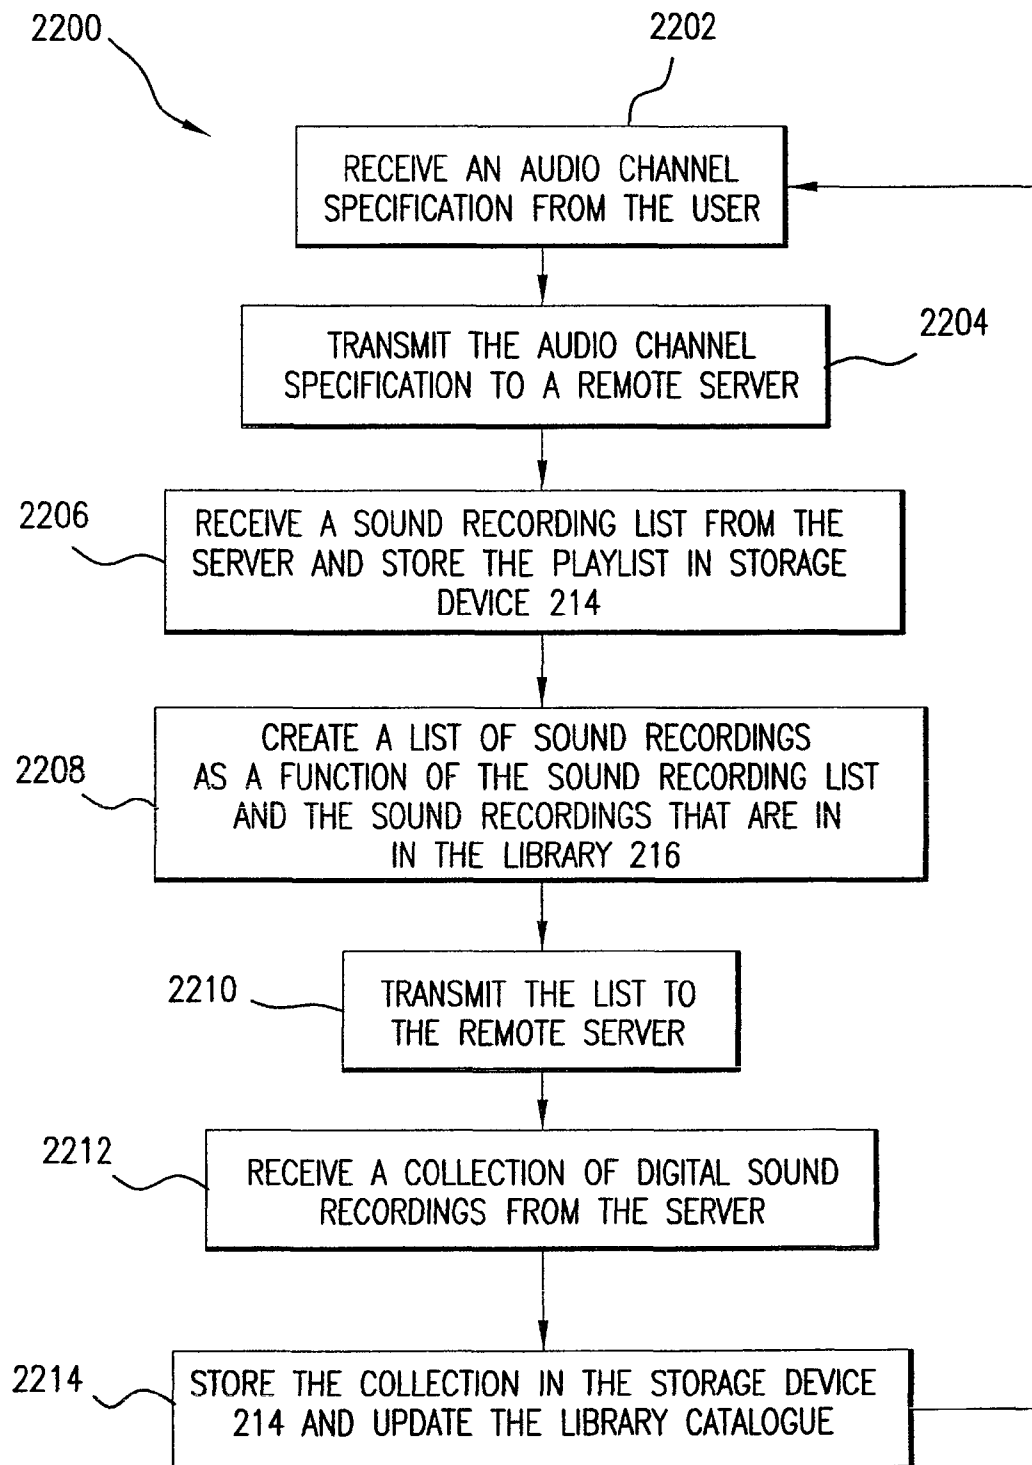 2200
2202
RECEIVE AN AUDIO CHANNEL
SPECIFICATION FROM THE USER
2204
TRANSMIT THE AUDIO CHANNEL
SPECIFICATION TO A REMOTE SERVER
2206
RECEIVE A SOUND RECORDING LIST FROM THE
SERVER AND STORE THE PLAYLIST IN STORAGE
DEVICE 214
2208
CREATE A LIST OF SOUND RECORDINGS
AS A FUNCTION OF THE SOUND RECORDING LIST
AND THE SOUND RECORDINGS THAT ARE IN
IN THE LIBRARY 216
2210
TRANSMIT THE LIST TO
THE REMOTE SERVER
2212
RECEIVE A COLLECTION OF DIGITAL SOUND
RECORDINGS FROM THE SERVER
2214
STORE THE COLLECTION IN THE STORAGE DEVICE
214 AND UPDATE THE LIBRARY CATALOGUE